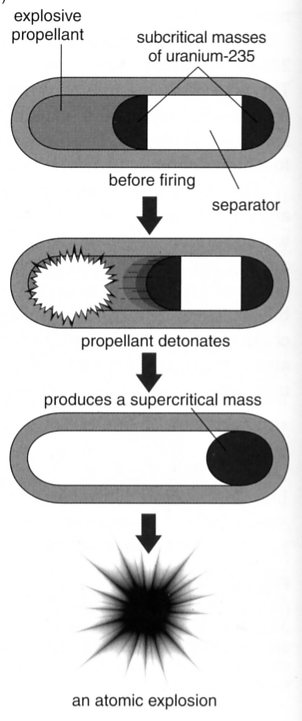 explosive
propellant
subcritical masses
of uranium-235
before firing
separator
propellant detonates
produces a supercritical mass
an atomic explosion